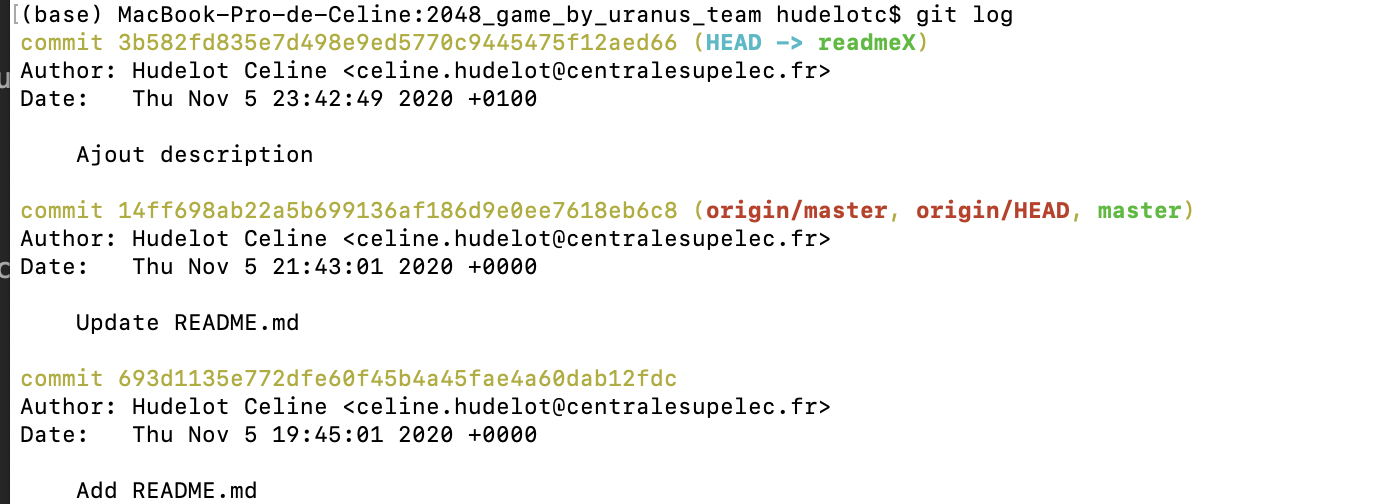 [(base) MacBook-Pro-de-Celine:2048_game_by_uranus_team hudelotc$ git log
commit 3b582fd835e7d498e9ed5770c9445475f12aed66 (HEAD -> readmeX)
Author: Hudelot Celine <celine.hudelot@centralesupelec.fr>
Date:   Thu Nov 5 23:42:49 2020 +0100
    Ajout description
commit 14ff698ab22a5b699136af186d9e0ee7618eb6c8 (origin/master, origin/HEAD, master)
Author: Hudelot Celine <celine.hudelot@centralesupelec.fr>
Date:   Thu Nov 5 21:43:01 2020 +0000
    Update README.md
commit 693d1135e772dfe60f45b4a45fae4a60dab12fdc
Author: Hudelot Celine <celine.hudelot@centralesupelec.fr>
Date:   Thu Nov 5 19:45:01 2020 +0000
    Add README.md